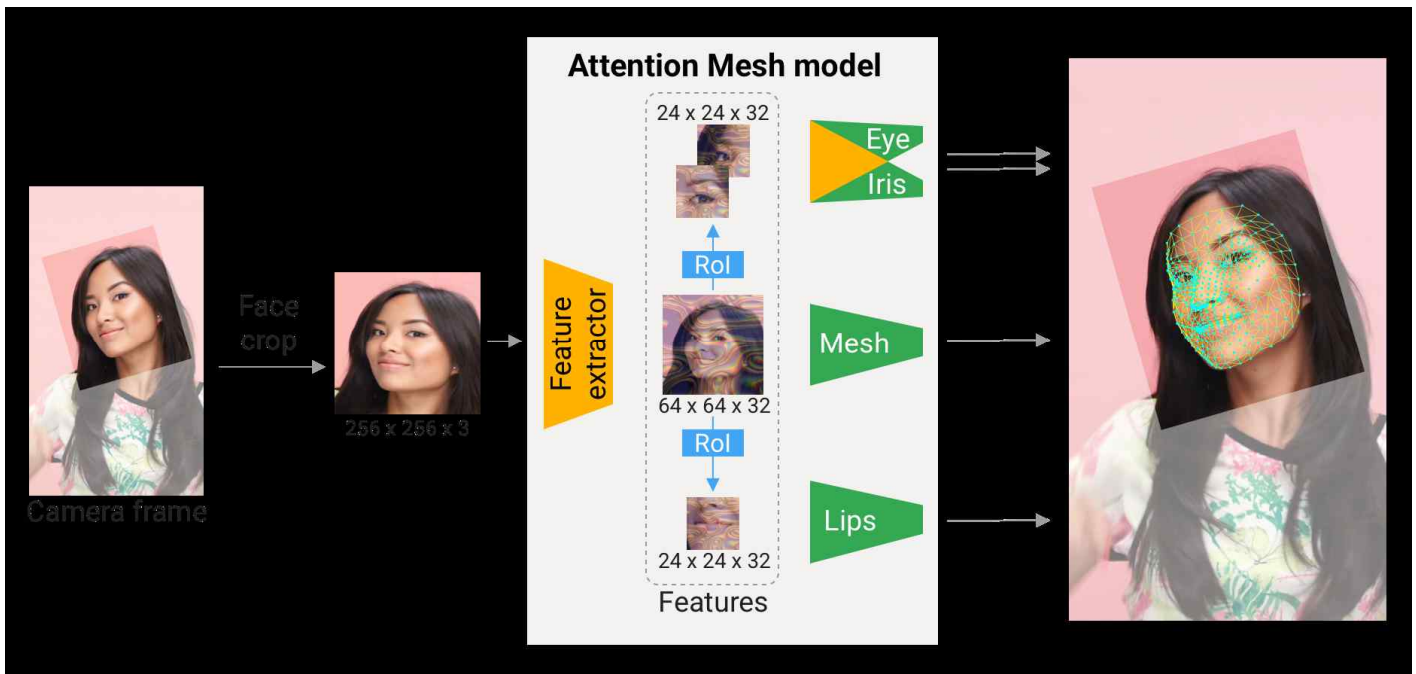 Attention Mesh model
24 x 24 x 32
Eye
Iris
RoI
Face
crop
Feature
extractor
Mesh
256 x 256 x 3
64 x 64 x 32
RoI
Camera frame
Lips
24 x 24 x 32
Features